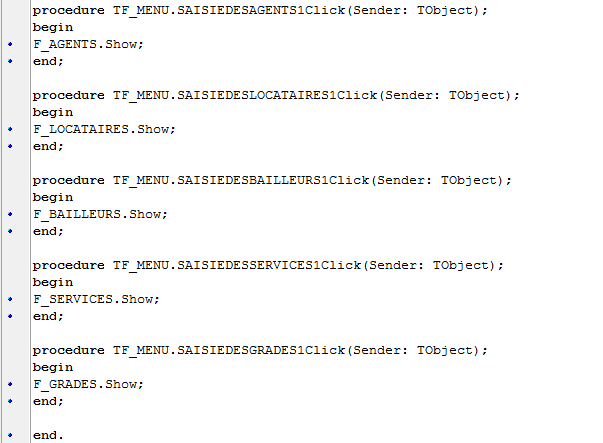 procedure TF_MENU.SAISIEDESAGENTS1Click(Sender: TObject);
begin
F_AGENTS.Show;
end;
procedure TF_MENU.SAISIEDESLOCATAIRES1Click(Sender: TObject);
begin
F_LOCATAIRES.Show;
end;
procedure TF_MENU.SAISIEDESBAILLEURS1Click(Sender: TObject);
begin
F_BAILLEURS.Show;
end;
procedure TF_MENU.SAISIEDESSERVICES1Click(Sender: TObject);
begin
F_SERVICES.Show;
end;
procedure TF_MENU.SAISIEDESGRADES1Click(Sender: TObject);
begin
F_GRADES.Show;
end;
end.